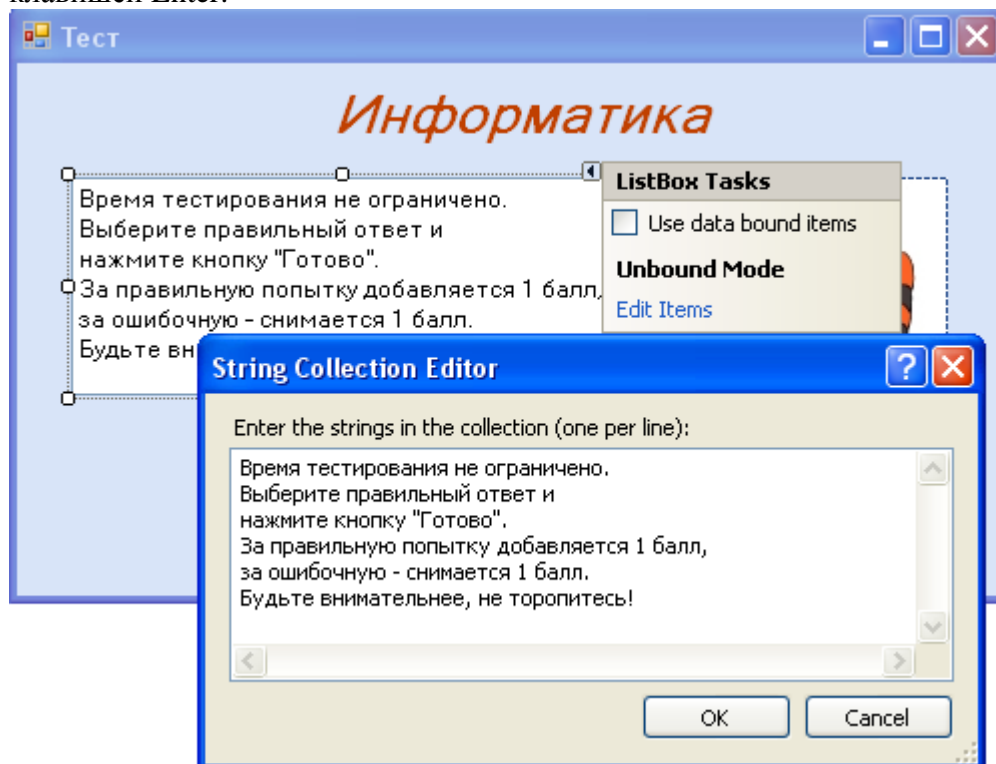 клавишей Enter.
Тест
Информатика
Время тестирования не ограничено.
Выберите правильный ответ и
нажмите кнопку "Готово".
За правильную попытку добавляется 1 балл,
за ошибочную - снимается 1 балл.
Будьте вн
ListBox Tasks
Use data bound items
Unbound Mode
Edit Items
String Collection Editor
Enter the strings in the collection (one per line):
Время тестирования не ограничено.
Выберите правильный ответ и
нажмите кнопку "Готово".
За правильную попытку добавляется 1 балл,
за ошибочную - снимается 1 балл.
Будьте внимательнее, не торопитесь!
OK
Cancel